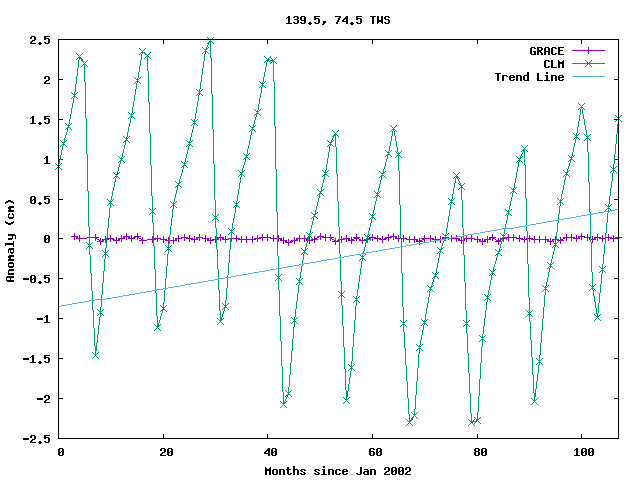 139.5, 74.5 TWS
GRACE
CLM
Trend Line
2.5
2
1.5
1
0.5
0
-0.5
-1
-1.5
-2
-2.5
Anomaly (cm)
0 20 40 60 80 100
Months since Jan 2002